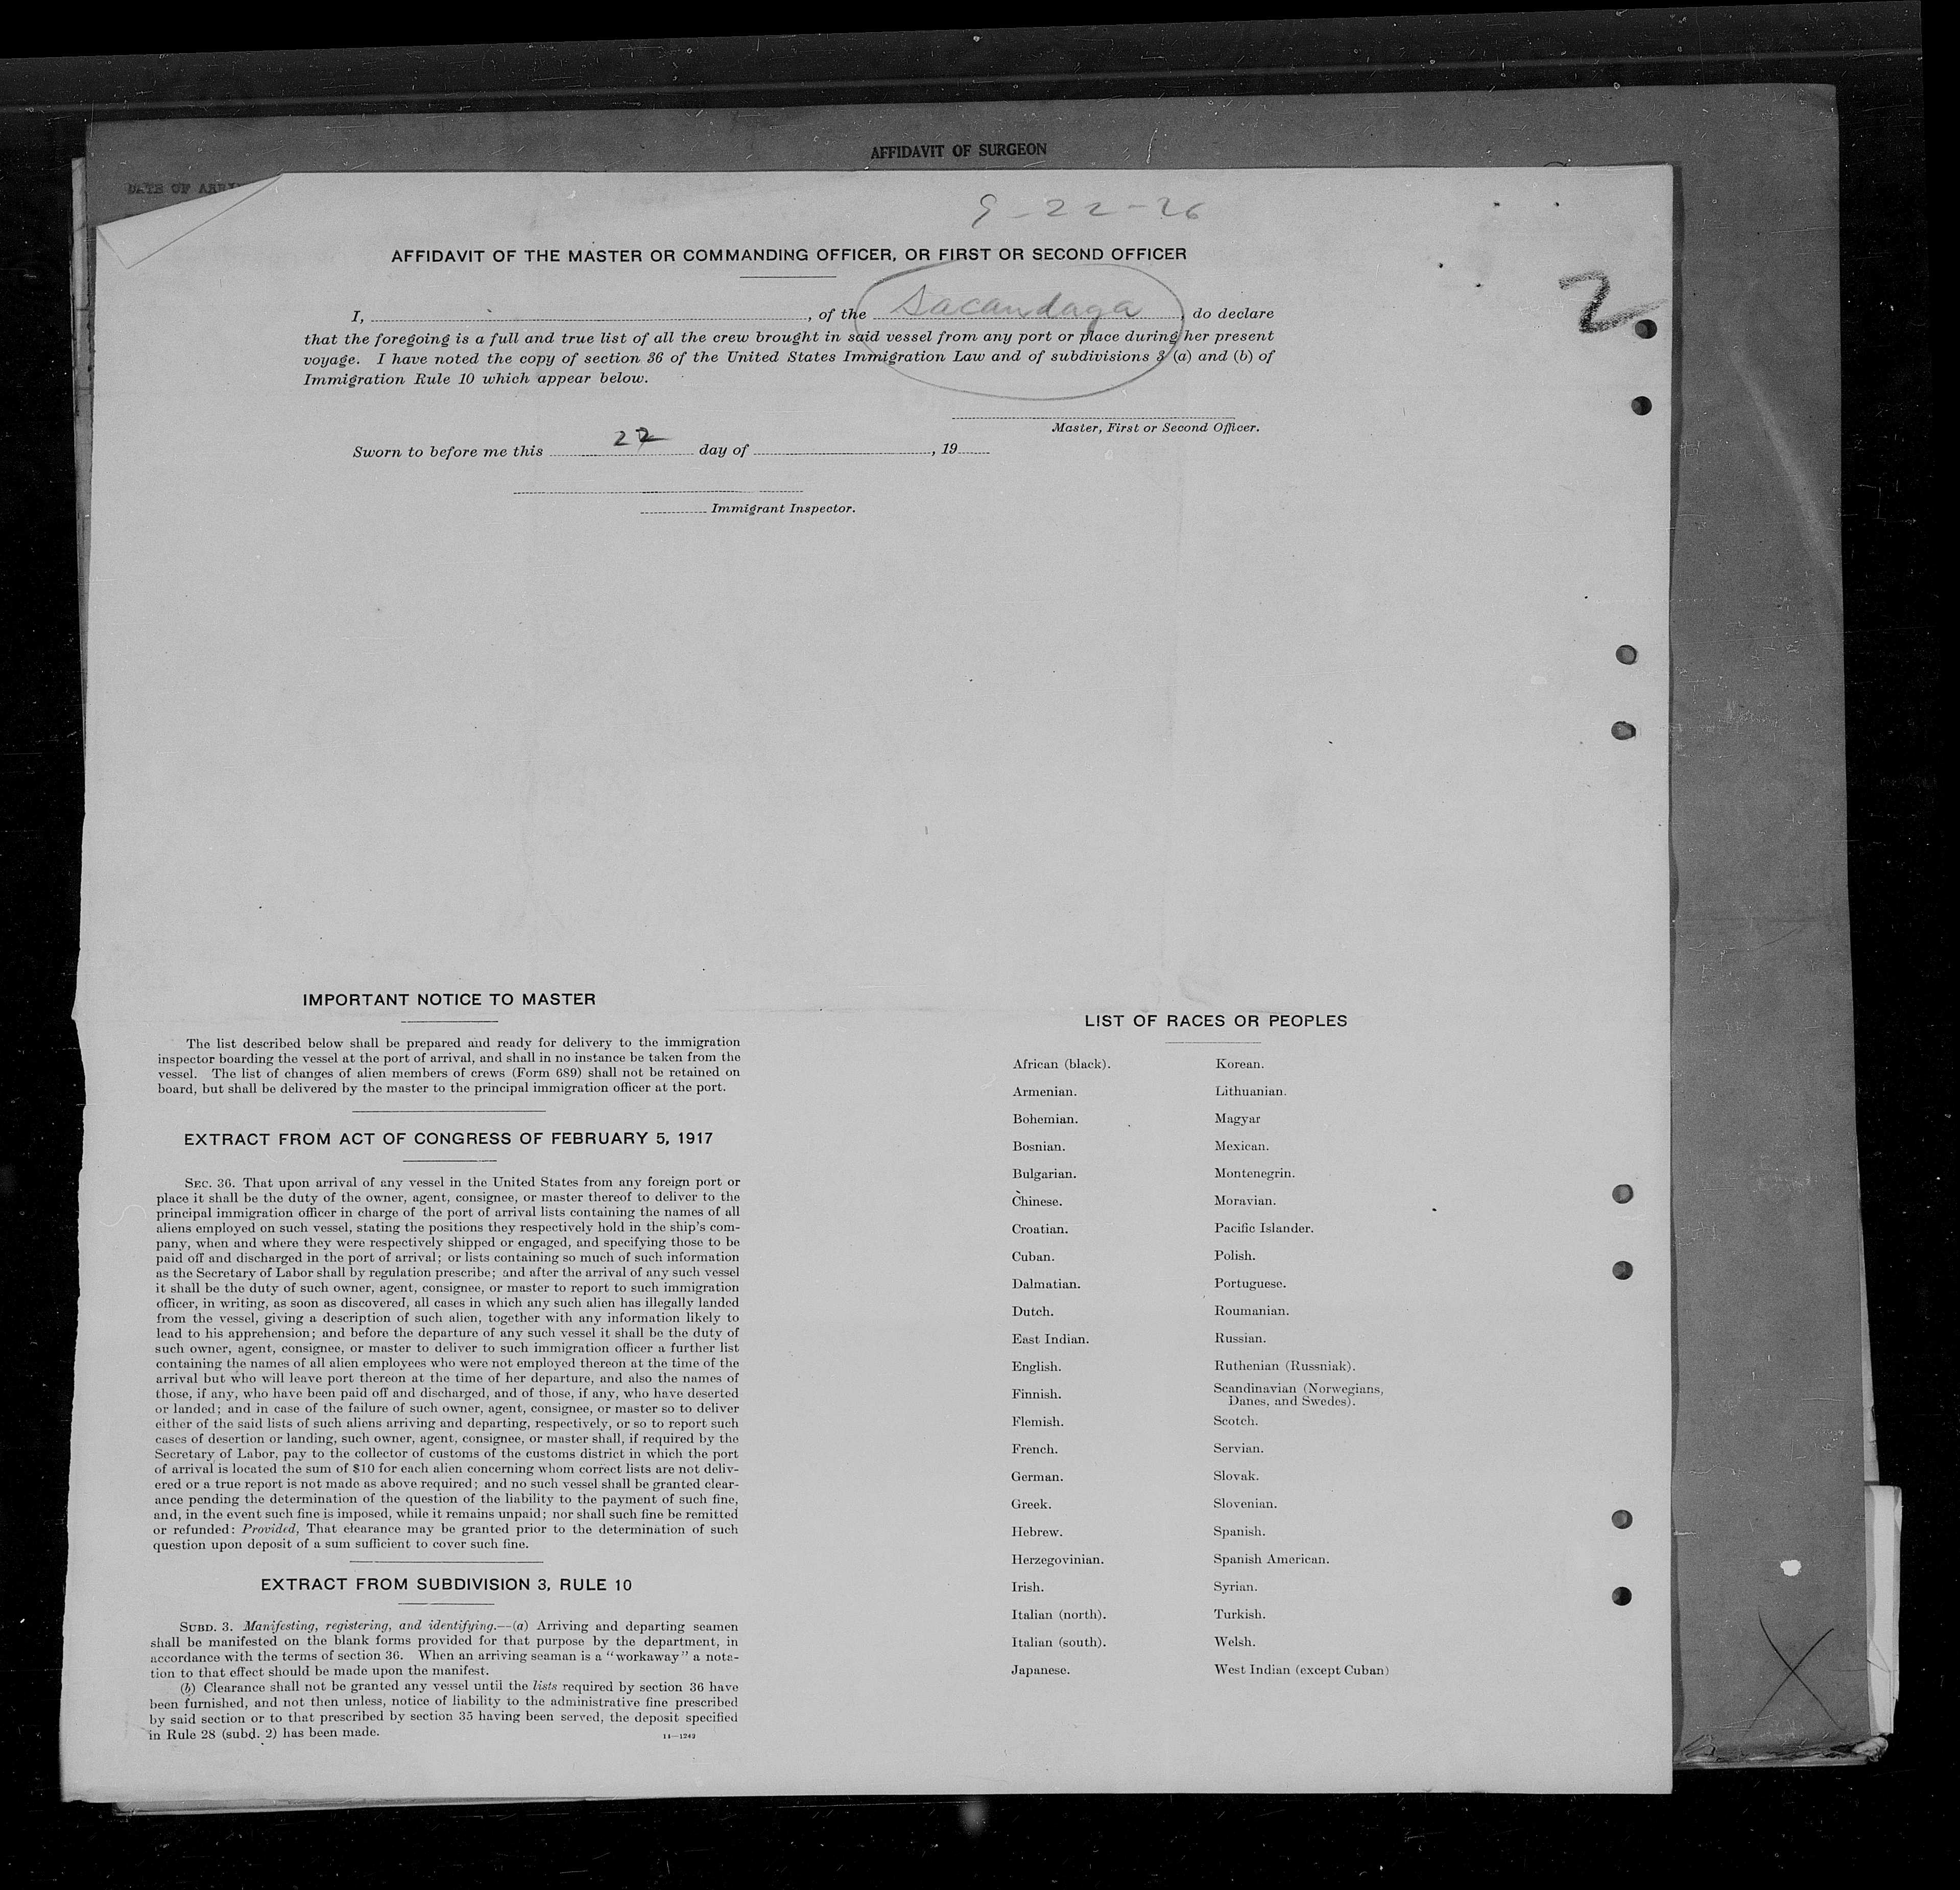 AFFIDAVIT OF SURGEON
DATE OF ARRI
9-22-26
AFFIDAVIT OF THE MASTER OR COMMANDING OFFICER, OR FIRST OR SECOND OFFICER
2
I, , of the Sacandaga, do declare
that the foregoing is a full and true list of all the crew brought in said vessel from any port or place during her present
voyage. I have noted the copy of section 36 of the United States Immigration Law and of subdivisions 3 (a) and (b) of
Immigration Rule 10 which appear below.
Master, First or Second Officer.
Sworn to before me this 22 day of , 19
Immigrant Inspector.
IMPORTANT NOTICE TO MASTER
The list described below shall be prepared and ready for delivery to the immigration
inspector boarding the vessel at the port of arrival, and shall in no instance be taken from the
vessel. The list of changes of alien members of crews (Form 689) shall not be retained on
board, but shall be delivered by the master to the principal immigration officer at the port.
EXTRACT FROM ACT OF CONGRESS OF FEBRUARY 5, 1917
SEC. 36. That upon arrival of any vessel in the United States from any foreign port or
place it shall be the duty of the owner, agent, consignee, or master thereof to deliver to the
principal immigration officer in charge of the port of arrival lists containing the names of all
aliens employed on such vessel, stating the positions they respectively hold in the ship's com-
pany, when and where they were respectively shipped or engaged, and specifying those to be
paid off and discharged in the port of arrival; or lists containing so much of such information
as the Secretary of Labor shall by regulation prescribe; and after the arrival of any such vessel
it shall be the duty of such owner, agent, consignee, or master to report to such immigration
officer, in writing, as soon as discovered, all cases in which any such alien has illegally landed
from the vessel, giving a description of such alien, together with any information likely to
lead to his apprehension; and before the departure of any such vessel it shall be the duty of
such owner, agent, consignee, or master to deliver to such immigration officer a further list
containing the names of all alien employees who were not employed thereon at the time of the
arrival but who will leave port thereon at the time of her departure, and also the names of
those, if any, who have been paid off and discharged, and of those, if any, who have deserted
or landed; and in case of the failure of such owner, agent, consignee, or master so to deliver
either of the said lists of such aliens arriving and departing, respectively, or so to report such
cases of desertion or landing, such owner, agent, consignee, or master shall, if required by the
Secretary of Labor, pay to the collector of customs of the customs district in which the port
of arrival is located the sum of $10 for each alien concerning whom correct lists are not deliv-
ered or a true report is not made as above required; and no such vessel shall be granted clear-
ance pending the determination of the question of the liability to the payment of such fine,
and, in the event such fine is imposed, while it remains unpaid; nor shall such fine be remitted
or refunded: Provided, That clearance may be granted prior to the determination of such
question upon deposit of a sum sufficient to cover such fine.
EXTRACT FROM SUBDIVISION 3, RULE 10
SUBD. 3. Manifesting, registering, and identifying.—(a) Arriving and departing seamen
shall be manifested on the blank forms provided for that purpose by the department, in
accordance with the terms of section 36. When an arriving seaman is a "workaway" a nota-
tion to that effect should be made upon the manifest.
(b) Clearance shall not be granted any vessel until the lists required by section 36 have
been furnished, and not then unless, notice of liability to the administrative fine prescribed
by said section or to that prescribed by section 35 having been served, the deposit specified
in Rule 28 (subd. 2) has been made.
11—1249
LIST OF RACES OR PEOPLES
African (black).
Armenian.
Bohemian.
Bosnian.
Bulgarian.
Chinese.
Croatian.
Cuban.
Dalmatian.
Dutch.
East Indian.
English.
Finnish.
Flemish.
French.
German.
Greek.
Hebrew.
Herzegovinian.
Irish.
Italian (north).
Italian (south).
Japanese.
Korean.
Lithuanian.
Magyar
Mexican.
Montenegrin.
Moravian.
Pacific Islander.
Polish.
Portuguese.
Roumanian.
Russian.
Ruthenian (Russniak).
Scandinavian (Norwegians,
Danes, and Swedes).
Scotch.
Servian.
Slovak.
Slovenian.
Spanish.
Spanish American.
Syrian.
Turkish.
Welsh.
West Indian (except Cuban)